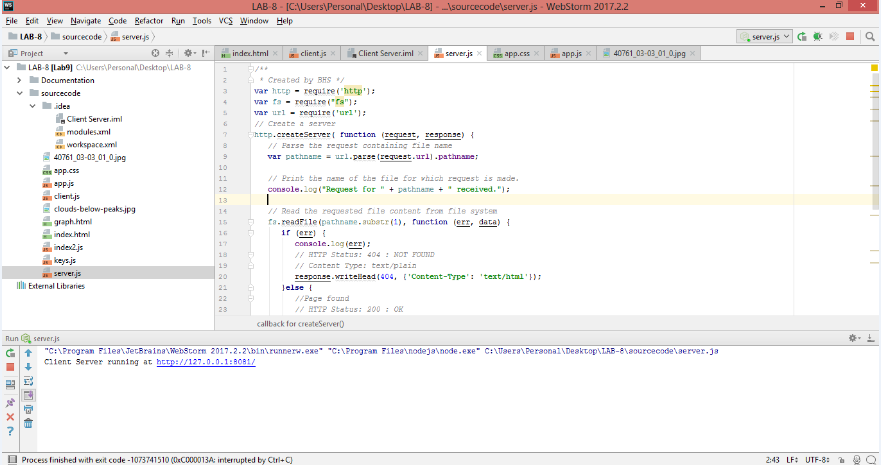 LAB-8 - [C:\Users\Personal\Desktop\LAB-8] - ...\sourcecode\server.js - WebStorm 2017.2.2
File Edit View Navigate Code Refactor Run Tools VCS Window Help
LAB-8 sourcecode server.js
server.js
Project
index.html client.js Client Server.iml server.js app.css app.js 40761_03-03_01_0.jpg
LAB-8 [Lab9] C:\Users\Personal\Desktop\LAB-8
Documentation
sourcecode
.idea
Client Server.iml
modules.xml
workspace.xml
40761_03-03_01_0.jpg
app.css
app.js
client.js
clouds-below-peaks.jpg
graph.html
index.html
index2.js
keys.js
server.js
External Libraries
1 /**
2 * Created by BHS */
3 var http = require('http');
4 var fs = require("fs");
5 var url = require('url');
6 // Create a server
7 http.createServer( function (request, response) {
8 // Parse the request containing file name
9 var pathname = url.parse(request.url).pathname;
10
11 // Print the name of the file for which request is made.
12 console.log("Request for " + pathname + " received.");
13
14 // Read the requested file content from file system
15 fs.readFile(pathname.substr(1), function (err, data) {
16 if (err) {
17 console.log(err);
18 // HTTP Status: 404 : NOT FOUND
19 // Content Type: text/plain
20 response.writeHead(404, {'Content-Type': 'text/html'});
21 }else {
22 //Page found
23 // HTTP Status: 200 : OK
callback for createServer()
Run server.js
"C:\Program Files\JetBrains\WebStorm 2017.2.2\bin\runnerw.exe" "C:\Program Files\nodejs\node.exe" C:\Users\Personal\Desktop\LAB-8\sourcecode\server.js
Client Server running at http://127.0.0.1:8081/
Process finished with exit code -1073741510 (0xC000013A: interrupted by Ctrl+C)
2:43 LF UTF-8